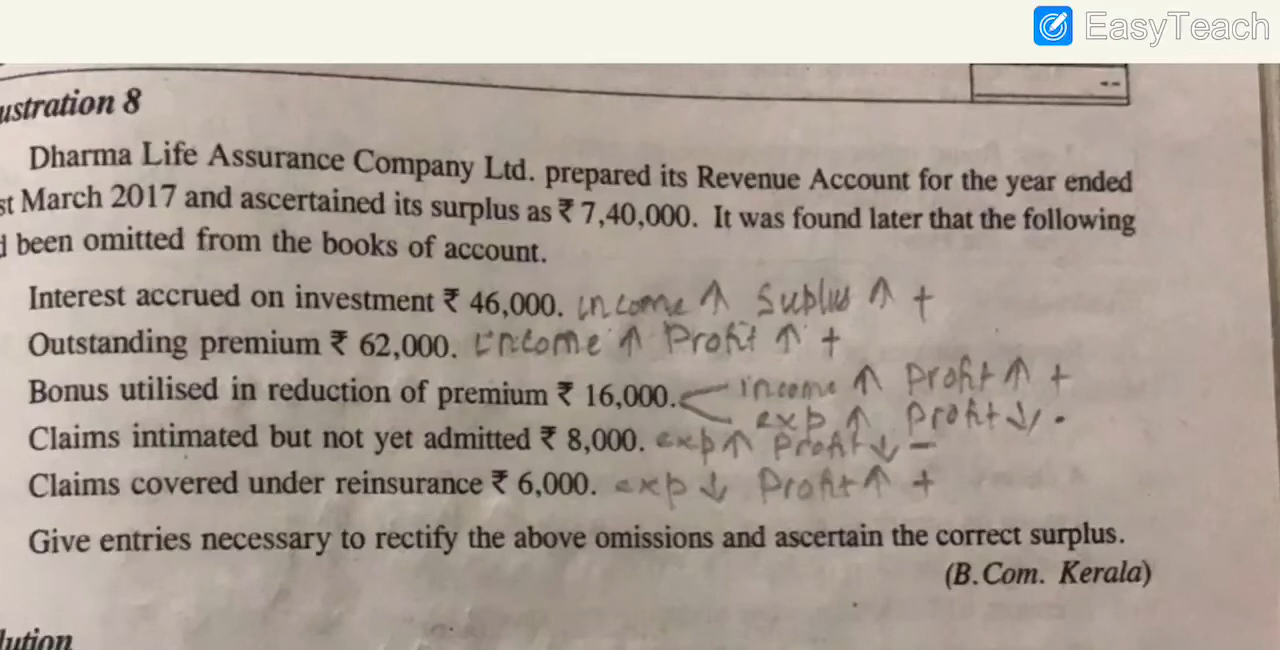 EasyTeach
ustration 8
Dharma Life Assurance Company Ltd. prepared its Revenue Account for the year ended
st March 2017 and ascertained its surplus as ₹ 7,40,000. It was found later that the following
d been omitted from the books of account.
Interest accrued on investment ₹ 46,000. income ↑ Suplus ↑ +
Outstanding premium ₹ 62,000. income ↑ Profit ↑ +
Bonus utilised in reduction of premium ₹ 16,000. income ↑ Profit ↑ +
exp ↑ Profit ↓ -
Claims intimated but not yet admitted ₹ 8,000. exp ↑ Profit ↓ -
Claims covered under reinsurance ₹ 6,000. exp ↓ Profit ↑ +
Give entries necessary to rectify the above omissions and ascertain the correct surplus.
(B.Com. Kerala)
lution